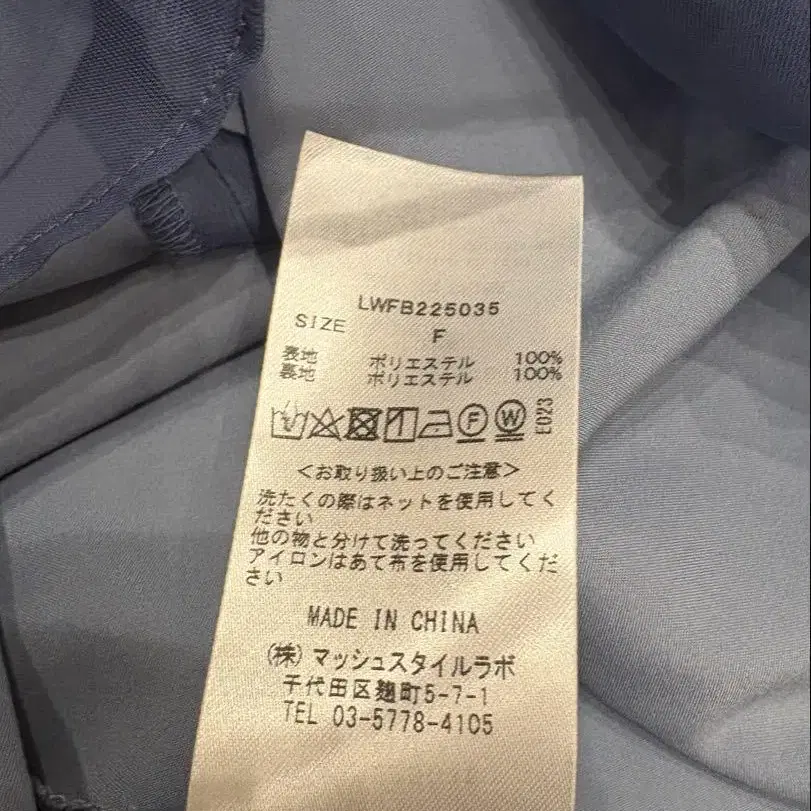 LWFB225035
SIZE F
表地 ポリエステル 100%
裏地 ポリエステル 100%
F W E023
＜お取り扱い上のご注意＞
洗たくの際はネットを使用してく
ださい
他の物と分けて洗ってください
アイロンはあて布を使用してくだ
さい
MADE IN CHINA
(株)マッシュスタイルラボ
千代田区麹町5-7-1
TEL 03-5778-4105